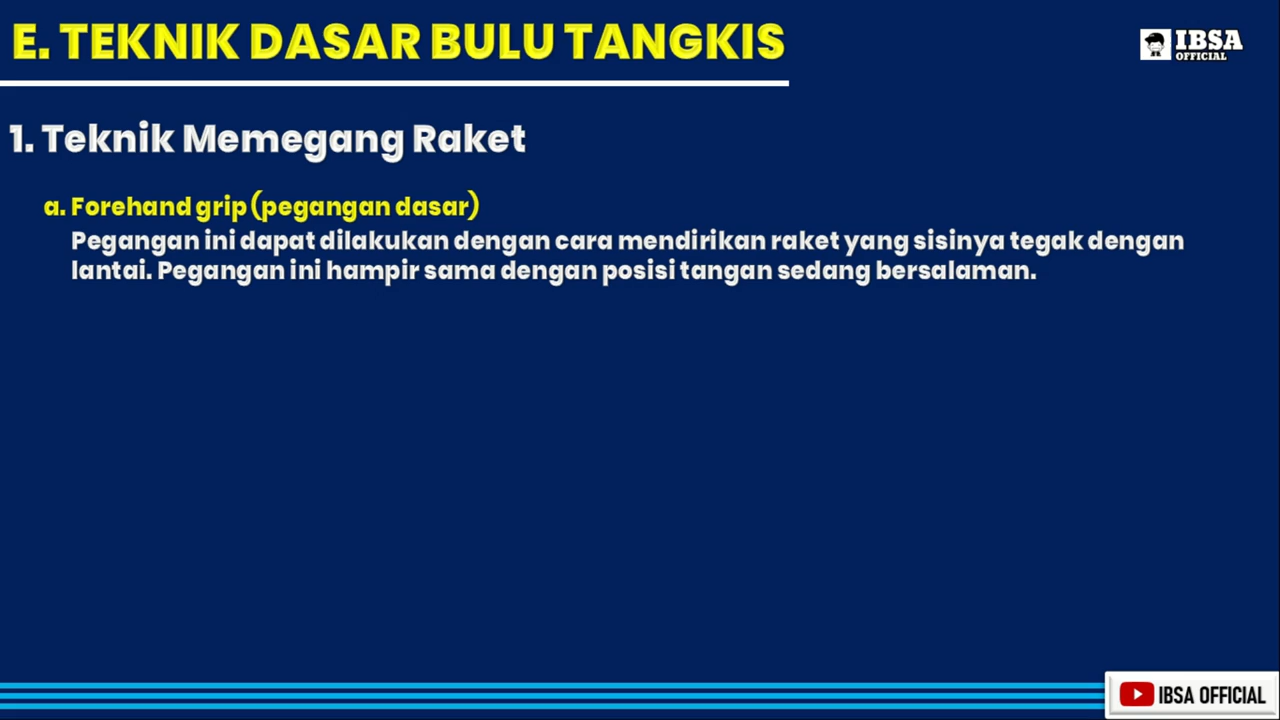 E. TEKNIK DASAR BULU TANGKIS
IBSA
OFFICIAL
1. Teknik Memegang Raket
a. Forehand grip (pegangan dasar)
Pegangan ini dapat dilakukan dengan cara mendirikan raket yang sisinya tegak dengan
lantai. Pegangan ini hampir sama dengan posisi tangan sedang bersalaman.
IBSA OFFICIAL